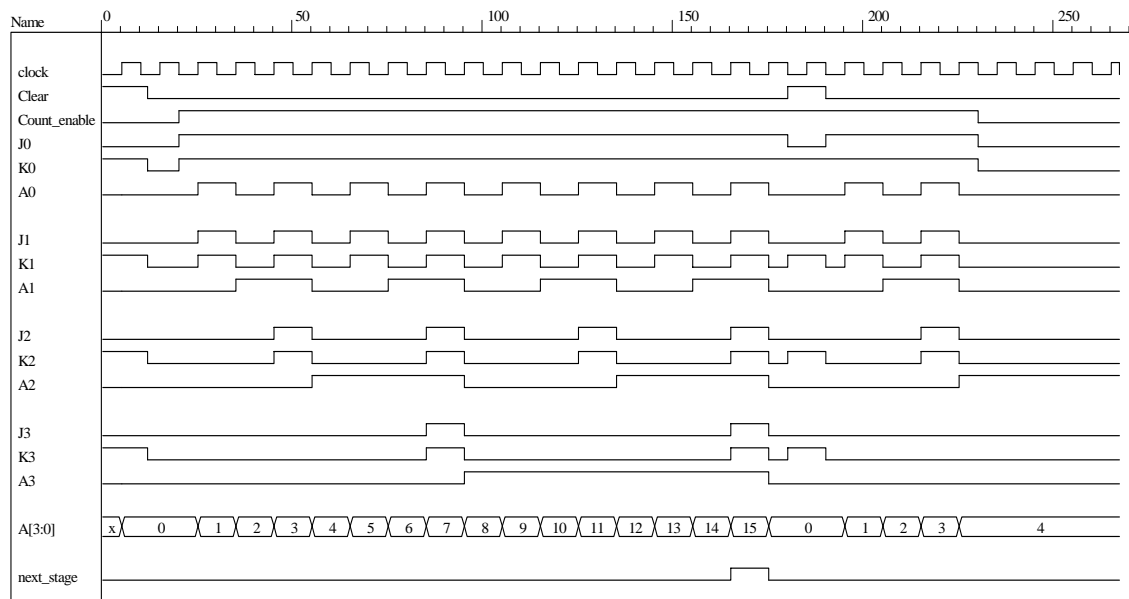 Name 0 50 100 150 200 250
clock
Clear
Count_enable
J0
K0
A0
J1
K1
A1
J2
K2
A2
J3
K3
A3
A[3:0] x 0 1 2 3 4 5 6 7 8 9 10 11 12 13 14 15 0 1 2 3 4
next_stage